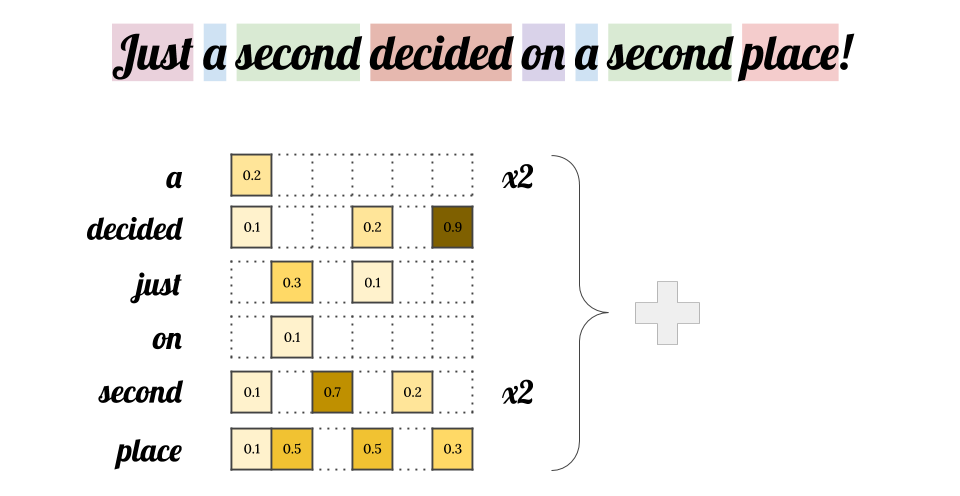 Just a second decided on a second place!
a 0.2 x2
decided 0.1 0.2 0.9
just 0.3 0.1
on 0.1
second 0.1 0.7 0.2 x2
place 0.1 0.5 0.5 0.3